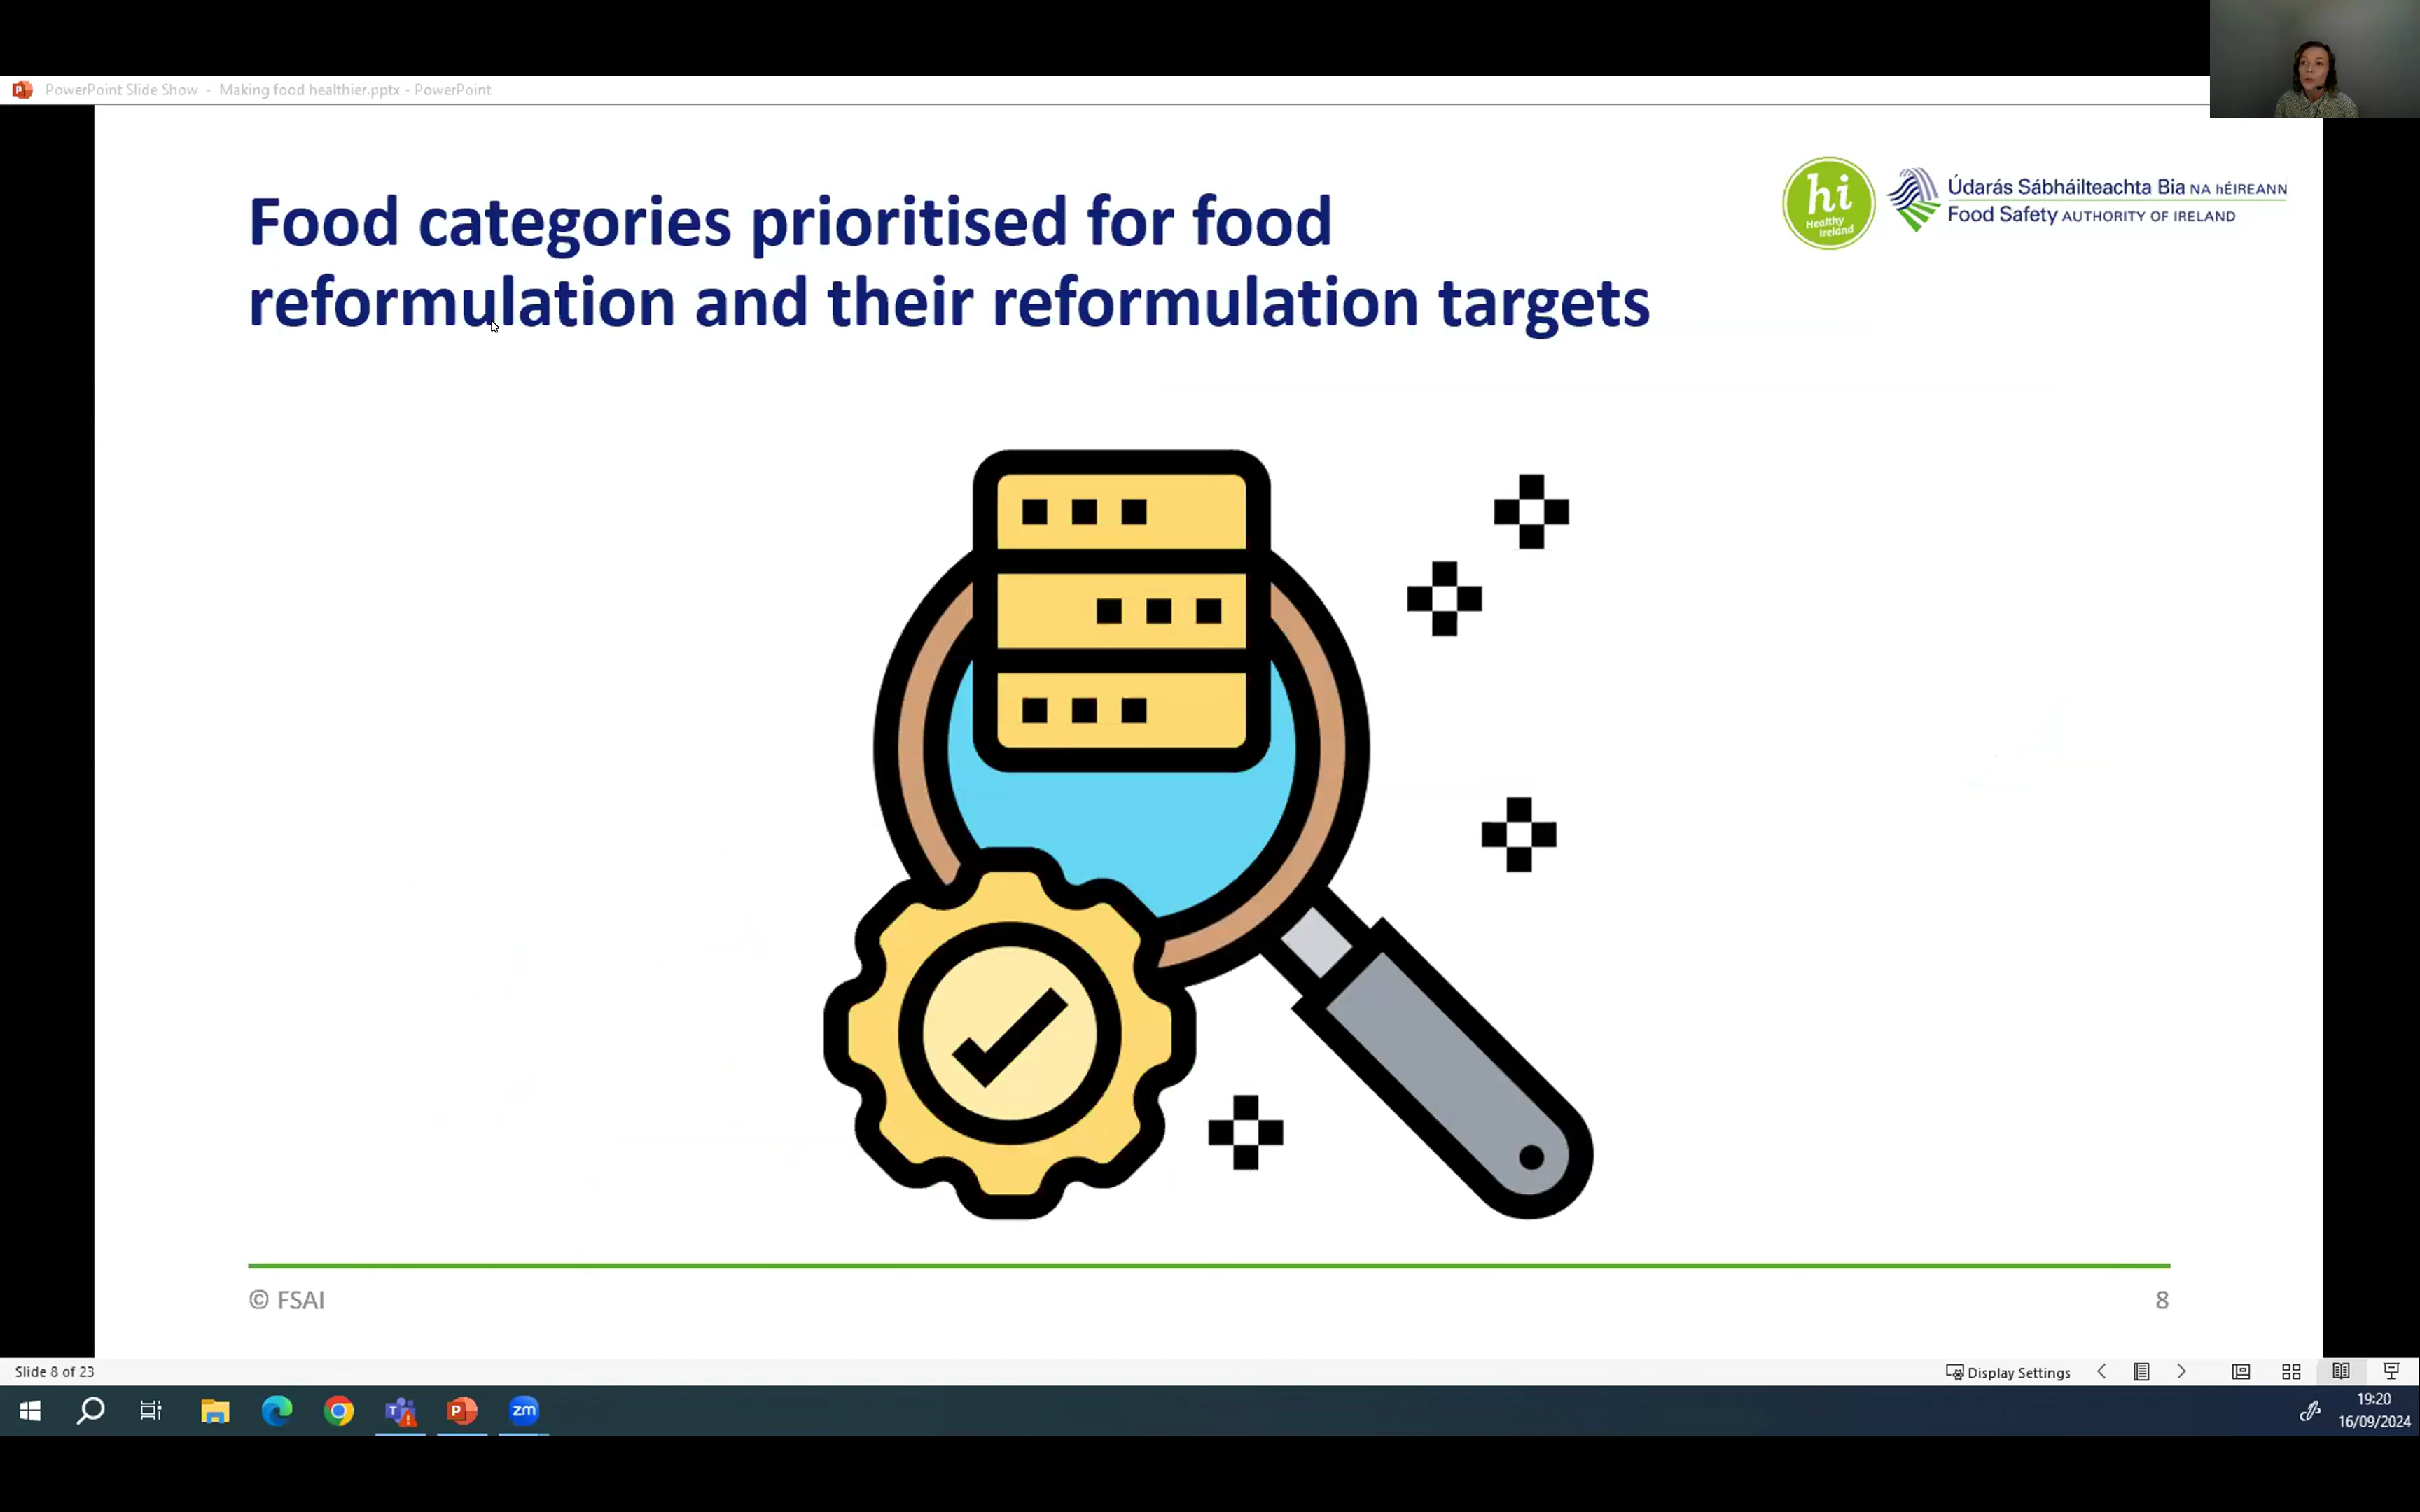 PowerPoint Slide Show - Making food healthier.pptx - PowerPoint
Food categories prioritised for food
reformulation and their reformulation targets
hi
Healthy
Ireland
Údarás Sábháilteachta Bia NA hÉIREANN
Food Safety AUTHORITY OF IRELAND
© FSAI
8
Slide 8 of 23
Display Settings
zm
19:20
16/09/2024